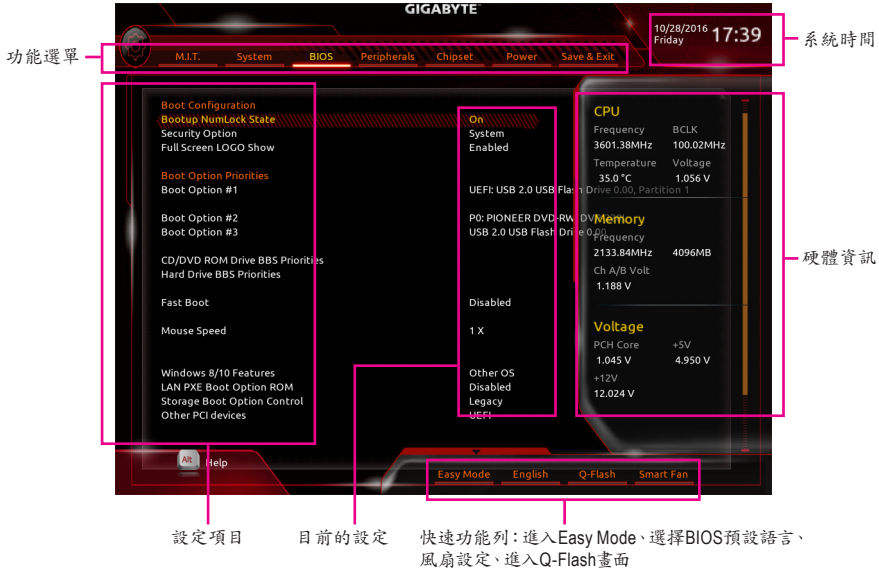 GIGABYTE
10/28/2016
Friday
17:39
系統時間
功能選單
M.I.T. System BIOS Peripherals Chipset Power Save & Exit
Boot Configuration
Bootup NumLock State On
Security Option System
Full Screen LOGO Show Enabled
Boot Option Priorities
Boot Option #1 UEFI: USB 2.0 USB Flash Drive 0.00, Partition 1
Boot Option #2 P0: PIONEER DVD-RW DV
Boot Option #3 USB 2.0 USB Flash Drive 0.00
CD/DVD ROM Drive BBS Priorities
Hard Drive BBS Priorities
Fast Boot Disabled
Mouse Speed 1 X
Windows 8/10 Features Other OS
LAN PXE Boot Option ROM Disabled
Storage Boot Option Control Legacy
Other PCI devices UEFI
CPU
Frequency BCLK
3601.38MHz 100.02MHz
Temperature Voltage
35.0 °C 1.056 V
Memory
Frequency
2133.84MHz 4096MB
Ch A/B Volt
1.188 V
Voltage
PCH Core +5V
1.045 V 4.950 V
+12V
12.024 V
硬體資訊
Alt Help
Easy Mode English Q-Flash Smart Fan
設定項目
目前的設定
快速功能列：進入Easy Mode、選擇BIOS預設語言、
風扇設定、進入Q-Flash畫面